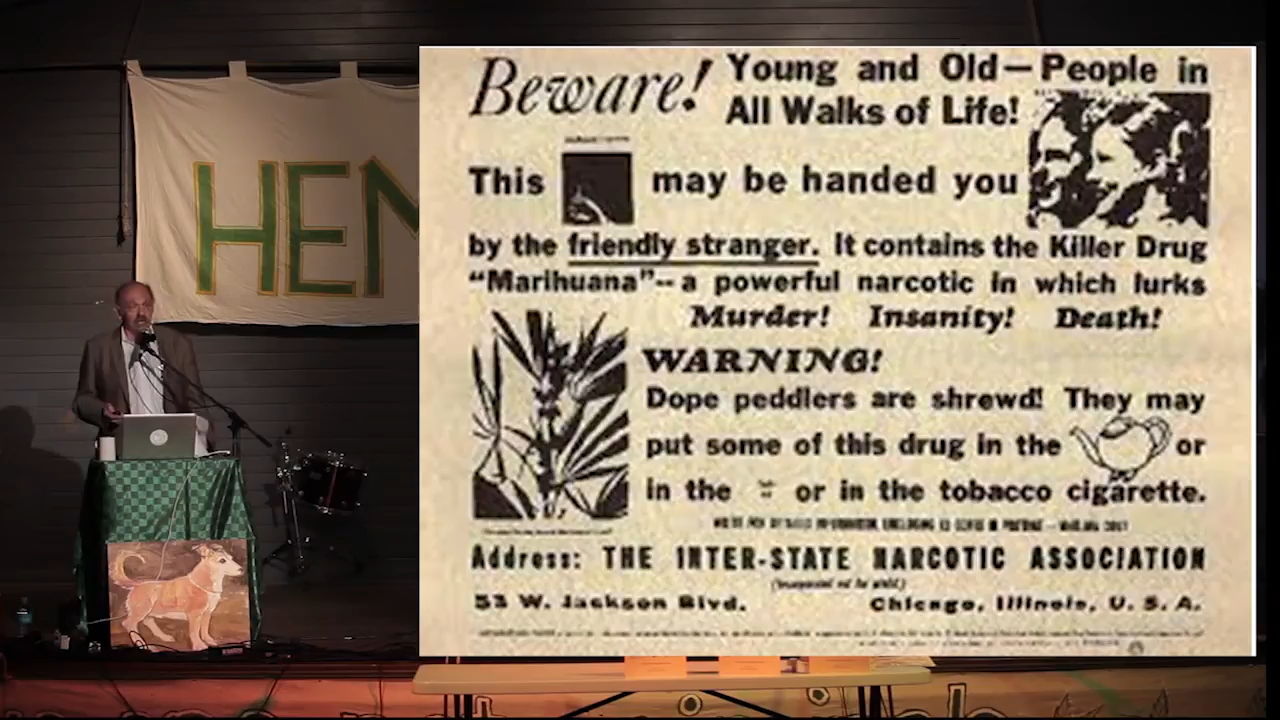 HEM
Beware! Young and Old—People in
All Walks of Life!
This may be handed you
by the friendly stranger. It contains the Killer Drug
"Marihuana"--a powerful narcotic in which lurks
Murder! Insanity! Death!
WARNING!
Dope peddlers are shrewd! They may
put some of this drug in the or
in the or in the tobacco cigarette.
Address: THE INTER-STATE NARCOTIC ASSOCIATION
53 W. Jackson Blvd. Chicago, Illinois, U. S. A.